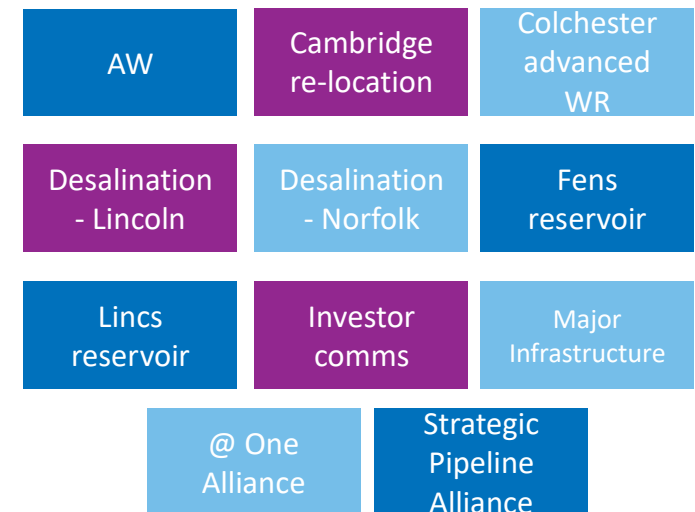 AW
Cambridge
re-location
Colchester
advanced
WR
Desalination
- Lincoln
Desalination
- Norfolk
Fens
reservoir
Lincs
reservoir
Investor
comms
Major
Infrastructure
@ One
Alliance
Strategic
Pipeline
Alliance